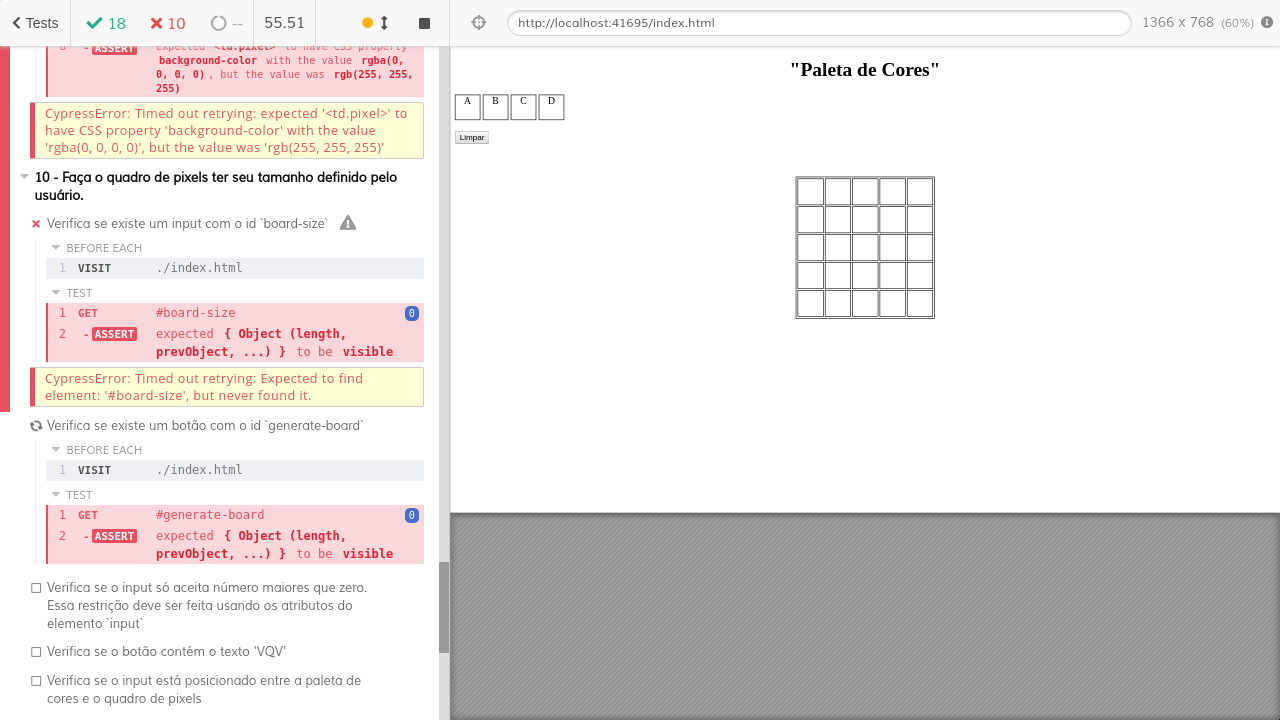 Tests 18 10 -- 55.51
http://localhost:41695/index.html
1366 x 768 (60%)
6 - ASSERT expected <td.pixel> to have CSS property
background-color with the value rgba(0,
0, 0, 0) , but the value was rgb(255, 255,
255)
CypressError: Timed out retrying: expected '<td.pixel>' to
have CSS property 'background-color' with the value
'rgba(0, 0, 0, 0)', but the value was 'rgb(255, 255, 255)'
10 - Faça o quadro de pixels ter seu tamanho definido pelo
usuário.
Verifica se existe um input com o id `board-size`
BEFORE EACH
1 VISIT ./index.html
TEST
1 GET #board-size 0
2 - ASSERT expected { Object (length,
prevObject, ...) } to be visible
CypressError: Timed out retrying: Expected to find
element: '#board-size', but never found it.
Verifica se existe um botão com o id `generate-board`
BEFORE EACH
1 VISIT ./index.html
TEST
1 GET #generate-board 0
2 - ASSERT expected { Object (length,
prevObject, ...) } to be visible
Verifica se o input só aceita número maiores que zero.
Essa restrição deve ser feita usando os atributos do
elemento `input`
Verifica se o botão contém o texto 'VQV'
Verifica se o input está posicionado entre a paleta de
cores e o quadro de pixels
"Paleta de Cores"
A B C D
Limpar